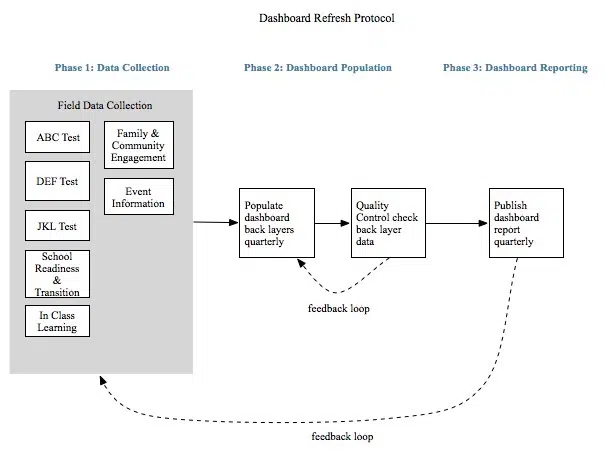 Dashboard Refresh Protocol
Phase 1: Data Collection
Phase 2: Dashboard Population
Phase 3: Dashboard Reporting
Field Data Collection
ABC Test
DEF Test
JKL Test
School
Readiness
&
Transition
In Class
Learning
Family &
Community
Engagement
Event
Information
Populate
dashboard
back layers
quarterly
Quality
Control check
back layer
data
Publish
dashboard
report
quarterly
feedback loop
feedback loop